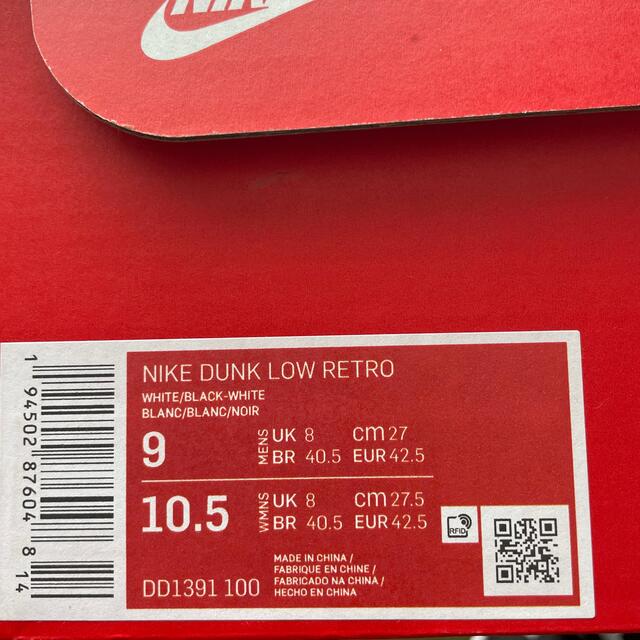 NIKE
NIKE DUNK LOW RETRO
WHITE/BLACK-WHITE
BLANC/BLANC/NOIR
9 MENS UK 8 cm 27
BR 40.5 EUR 42.5
10.5 WMNS UK 8 cm 27.5
BR 40.5 EUR 42.5
RFID
MADE IN CHINA /
FABRIQUE EN CHINE /
FABRICADO NA CHINA /
HECHO EN CHINA
DD1391 100
1 94502 87604 8 14